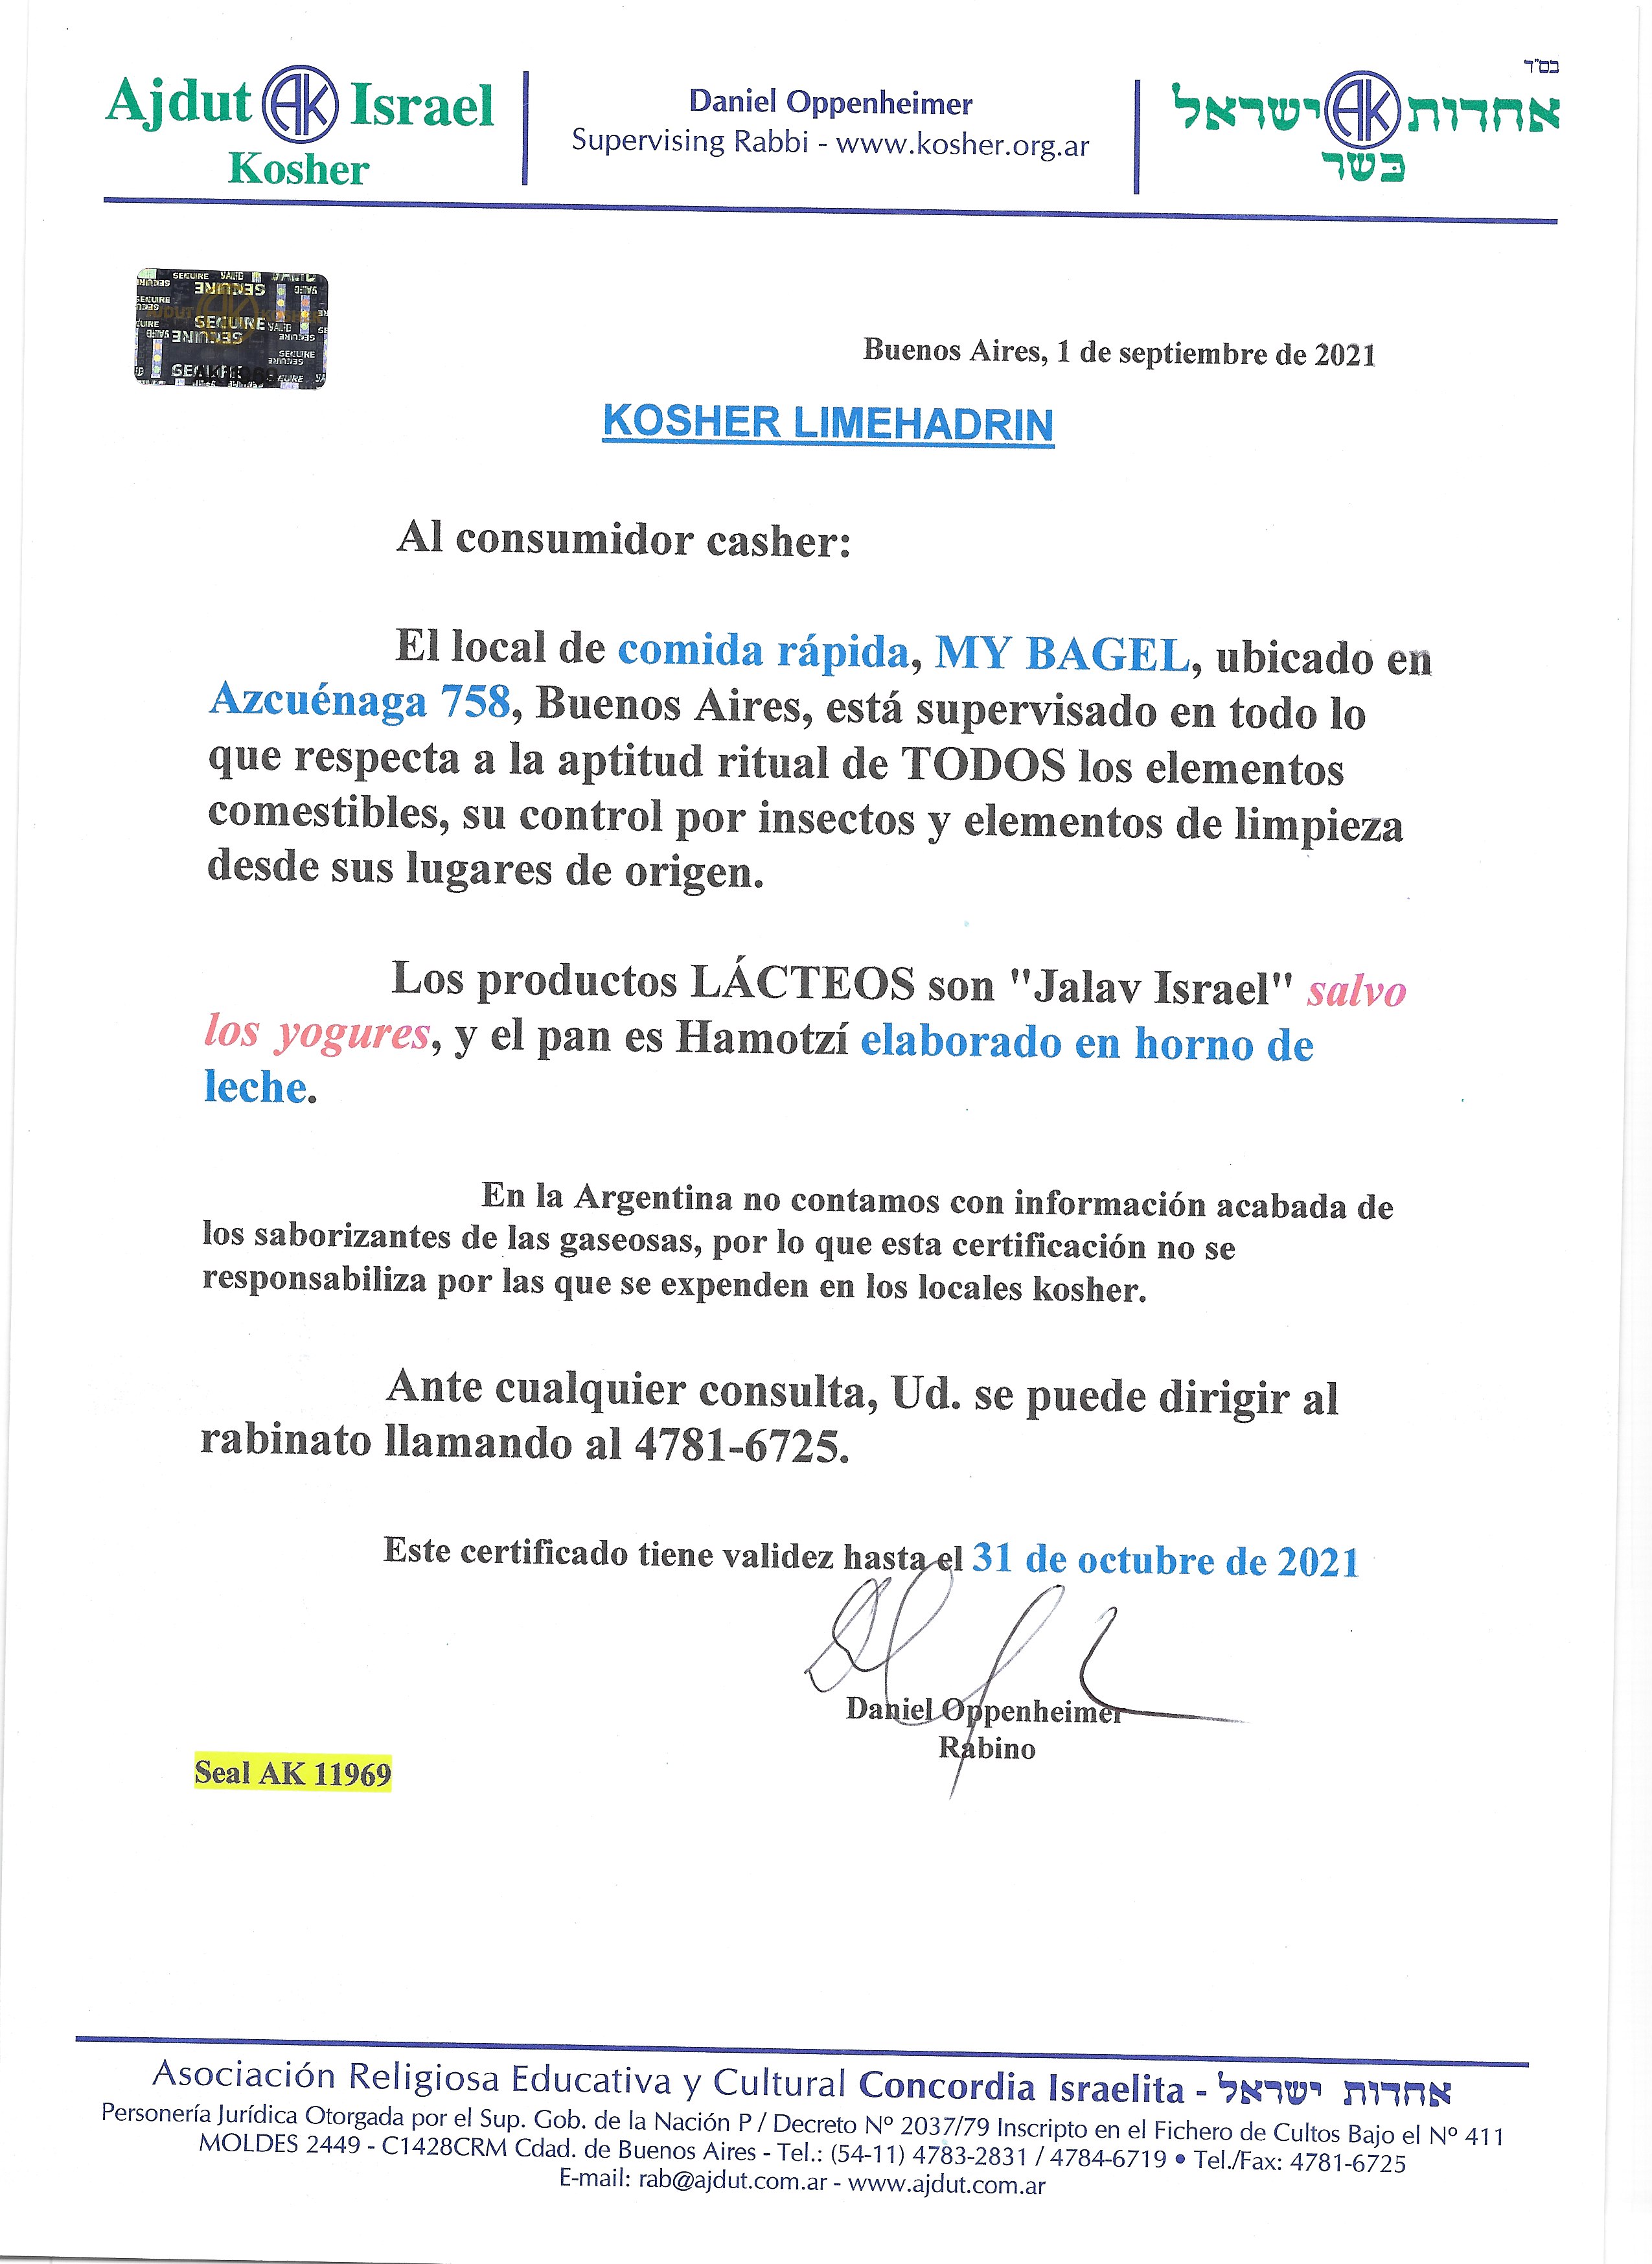 בס"ד
Ajdut AK Israel
Kosher
Daniel Oppenheimer
Supervising Rabbi - www.kosher.org.ar
אחדות AK ישראל
כשר
SECURE
Buenos Aires, 1 de septiembre de 2021
KOSHER LIMEHADRIN
Al consumidor casher:
El local de comida rápida, MY BAGEL, ubicado en
Azcuénaga 758, Buenos Aires, está supervisado en todo lo
que respecta a la aptitud ritual de TODOS los elementos
comestibles, su control por insectos y elementos de limpieza
desde sus lugares de origen.
Los productos LÁCTEOS son "Jalav Israel" salvo
los yogures, y el pan es Hamotzí elaborado en horno de
leche.
En la Argentina no contamos con información acabada de
los saborizantes de las gaseosas, por lo que esta certificación no se
responsabiliza por las que se expenden en los locales kosher.
Ante cualquier consulta, Ud. se puede dirigir al
rabinato llamando al 4781-6725.
Este certificado tiene validez hasta el 31 de octubre de 2021
Daniel Oppenheimer
Rabino
Seal AK 11969
Asociación Religiosa Educativa y Cultural Concordia Israelita - אחדות ישראל
Personería Jurídica Otorgada por el Sup. Gob. de la Nación P / Decreto Nº 2037/79 Inscripto en el Fichero de Cultos Bajo el Nº 411
MOLDES 2449 - C1428CRM Cdad. de Buenos Aires - Tel.: (54-11) 4783-2831 / 4784-6719 • Tel./Fax: 4781-6725
E-mail: rab@ajdut.com.ar - www.ajdut.com.ar